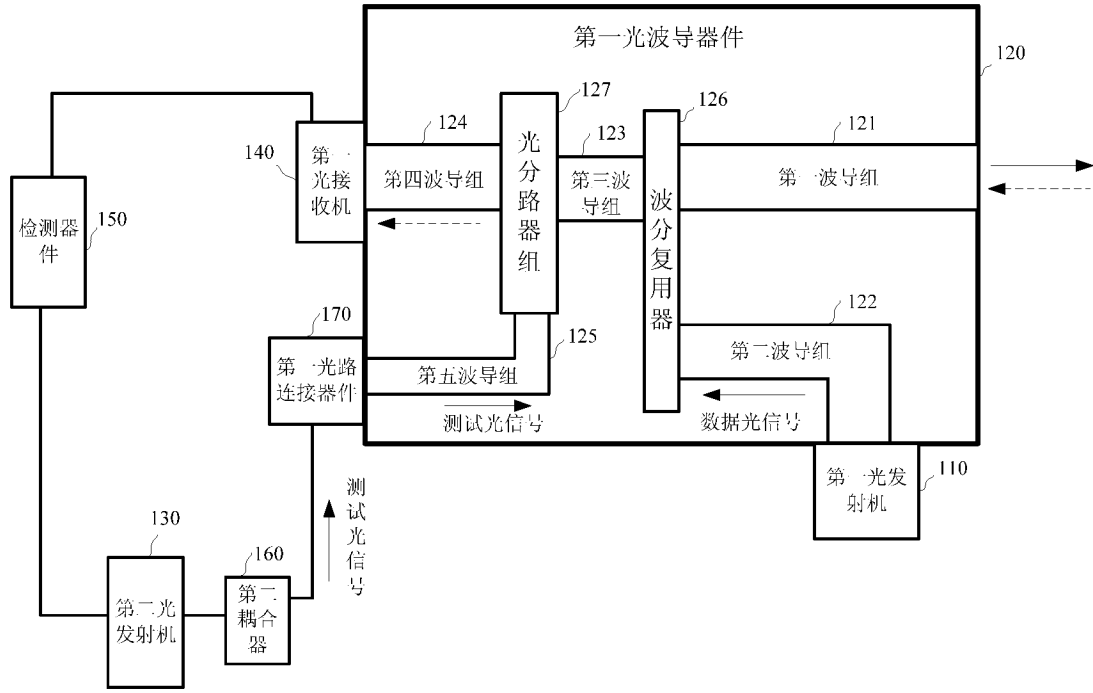 第一光波导器件
120
127
126
124
123
121
140
第一
光接
收机
第四波导组
光分路器组
第三波
导组
波分复用器
第一波导组
检测器
件
150
170
122
第二波导组
125
第一光路
连接器件
第五波导组
测试光信号
数据光信号
第一光发
射机
110
测试光信号
130
160
第二光
发射机
第二
耦合
器